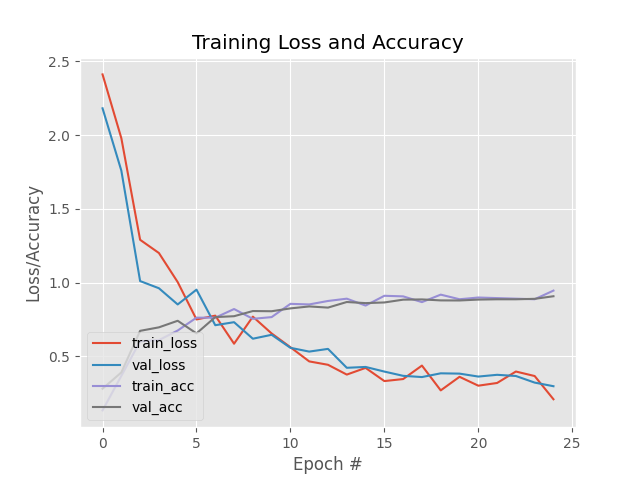 Training Loss and Accuracy
2.5
2.0
1.5
1.0
0.5
Loss/Accuracy
train_loss
val_loss
train_acc
val_acc
0 5 10 15 20 25
Epoch #